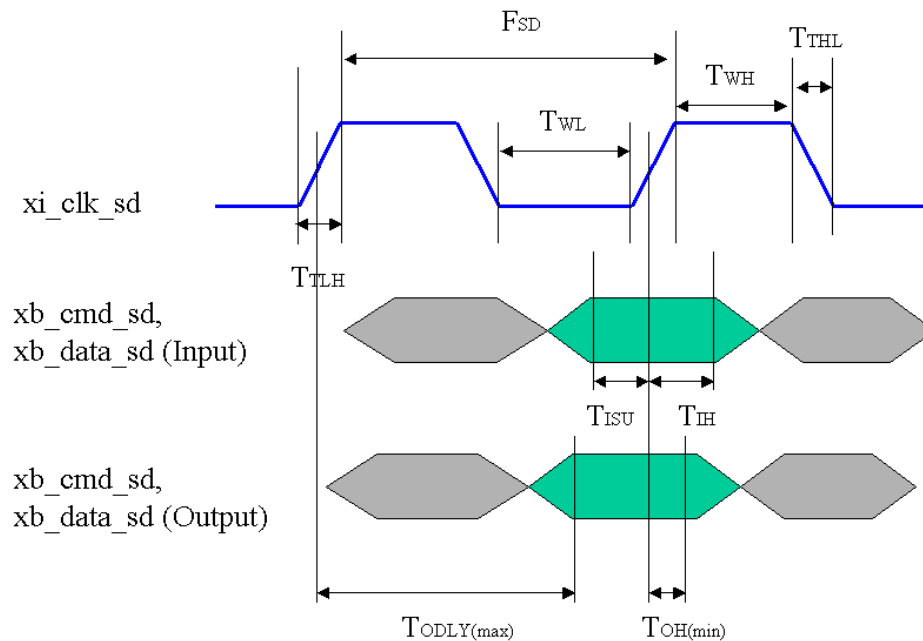 FSD
TTHL
TWH
TWL
xi_clk_sd
TTLH
xb_cmd_sd,
xb_data_sd (Input)
TISU
TIH
xb_cmd_sd,
xb_data_sd (Output)
TODLY(max)
TOH(min)